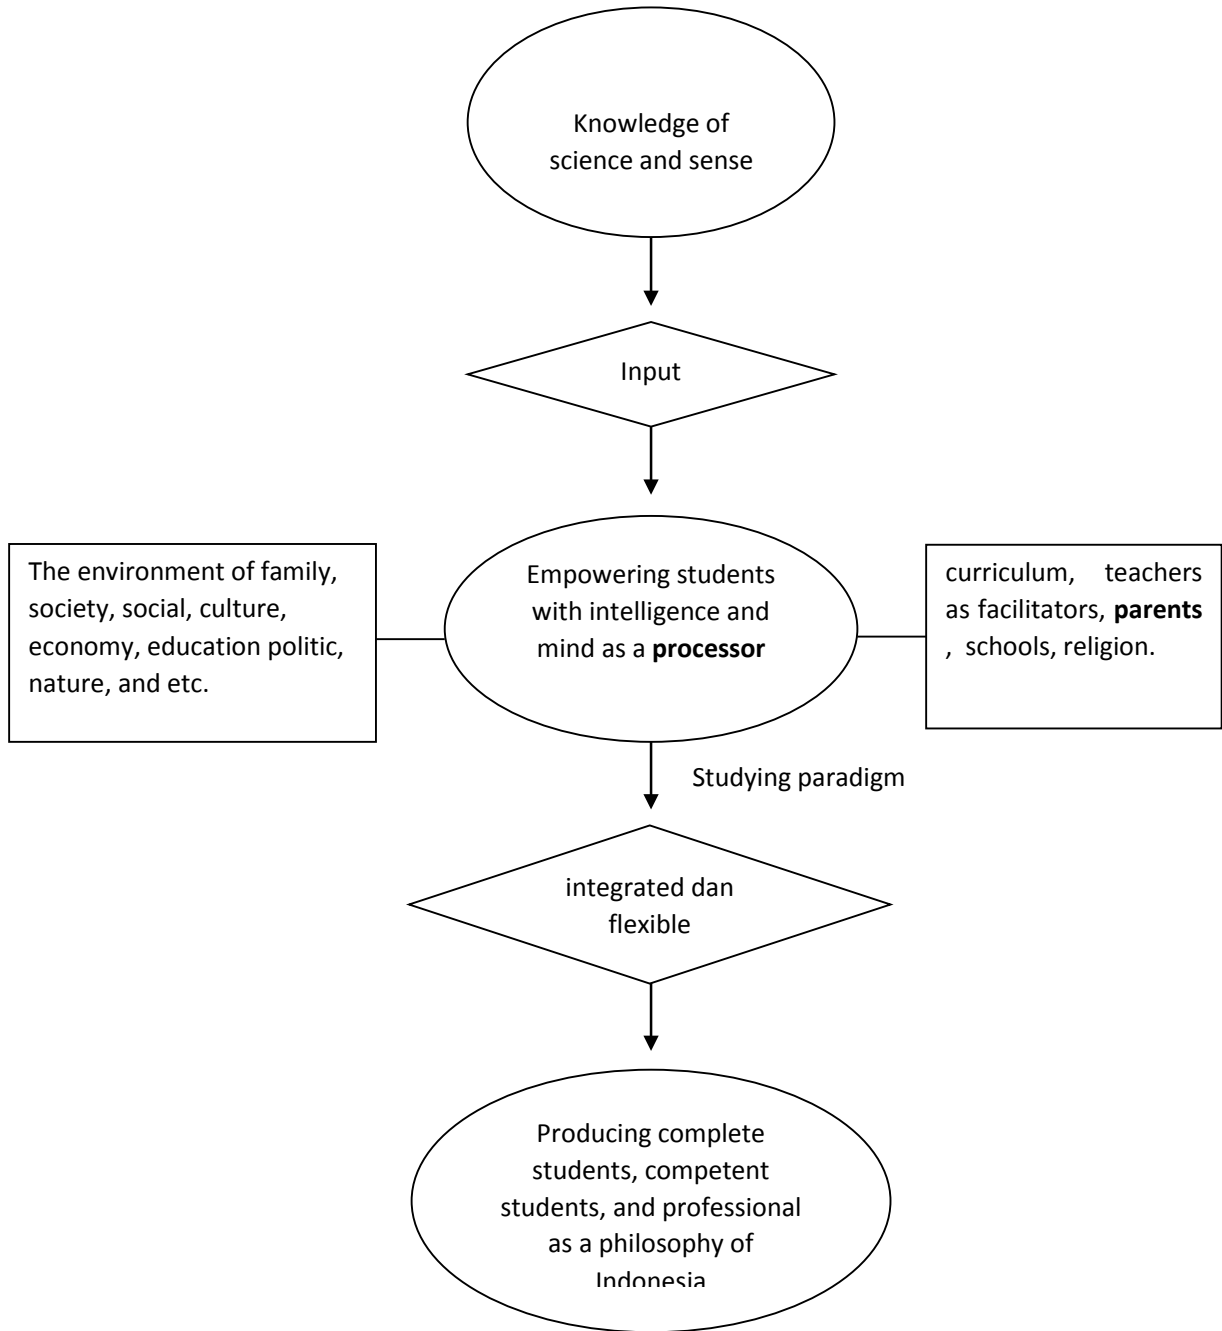 Knowledge of
science and sense
Input
The environment of family,
society, social, culture,
economy, education politic,
nature, and etc.
Empowering students
with intelligence and
mind as a processor
curriculum, teachers
as facilitators, parents
, schools, religion.
Studying paradigm
integrated dan
flexible
Producing complete
students, competent
students, and professional
as a philosophy of
Indonesia